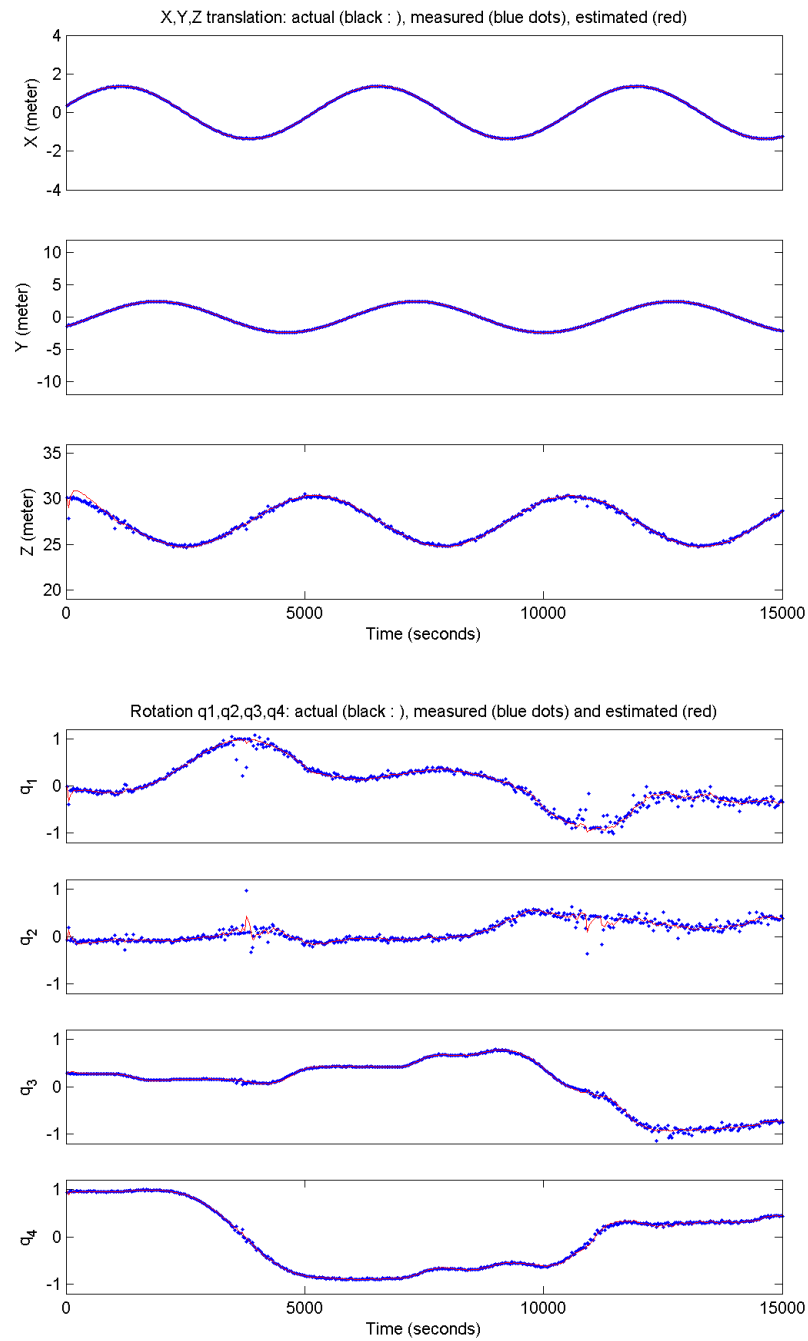 X,Y,Z translation: actual (black : ), measured (blue dots), estimated (red)
4
2
0
-2
-4
X (meter)
10
5
0
-5
-10
Y (meter)
35
30
25
20
Z (meter)
0 5000 10000 15000
Time (seconds)
Rotation q1,q2,q3,q4: actual (black : ), measured (blue dots) and estimated (red)
1
0
-1
q1
1
0
-1
q2
1
0
-1
q3
1
0
-1
q4
0 5000 10000 15000
Time (seconds)